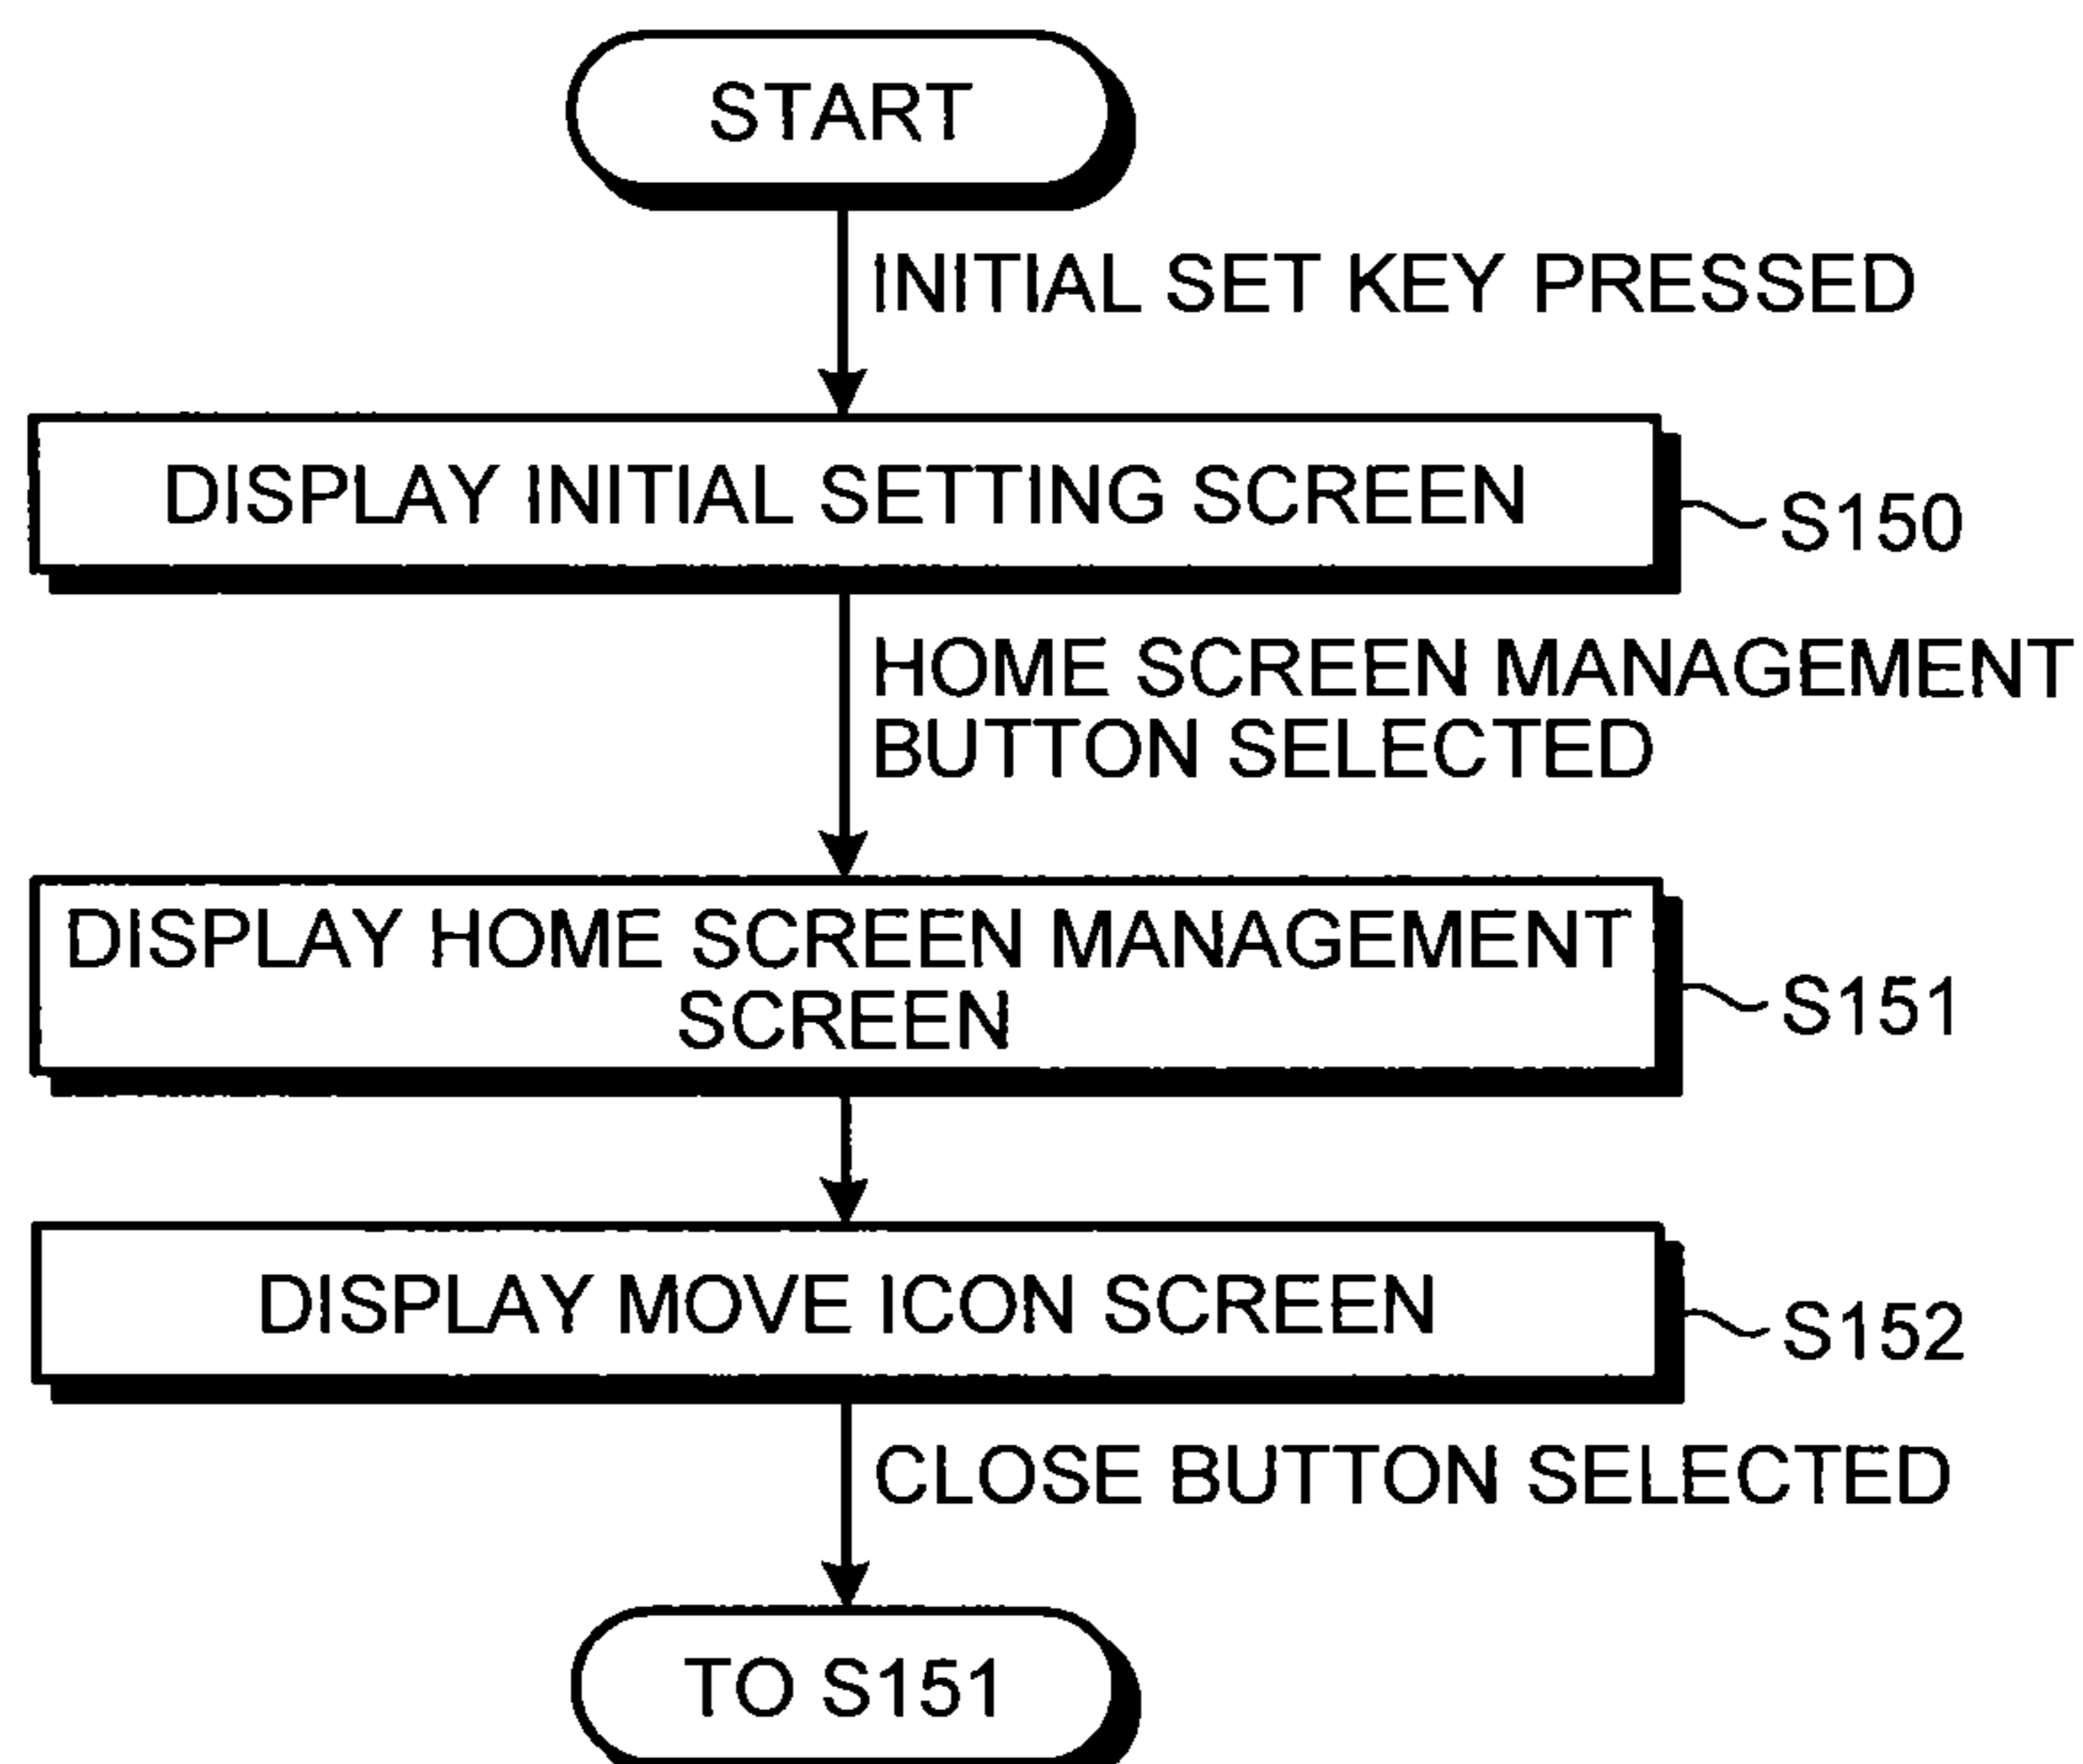 START
INITIAL SET KEY PRESSED
DISPLAY INITIAL SETTING SCREEN
S150
HOME SCREEN MANAGEMENT
BUTTON SELECTED
DISPLAY HOME SCREEN MANAGEMENT
SCREEN
S151
DISPLAY MOVE ICON SCREEN
S152
CLOSE BUTTON SELECTED
TO S151